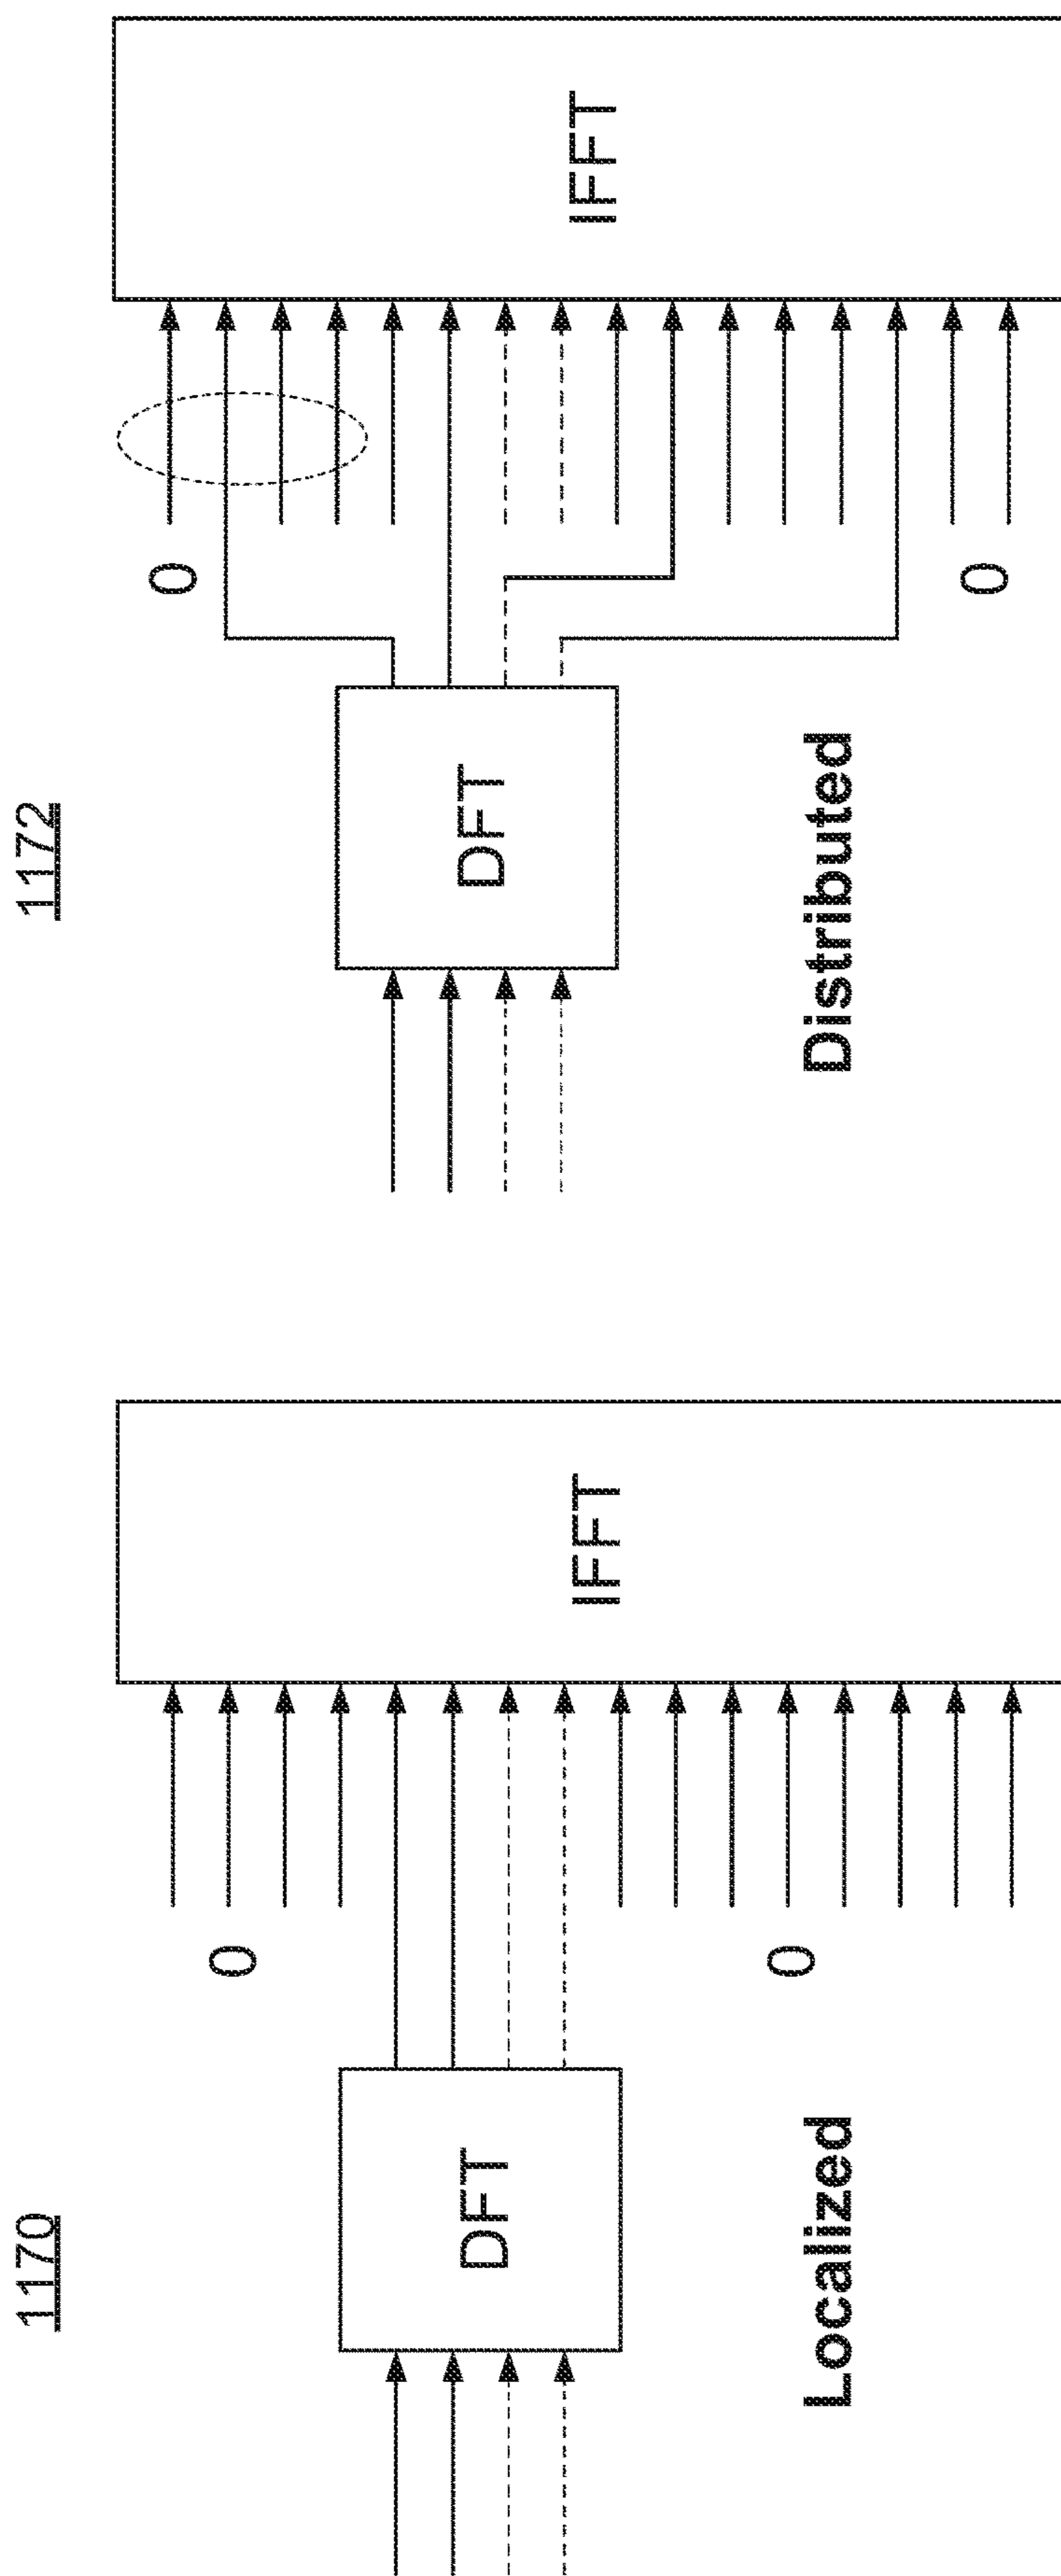 1170
DFT
0
0
IFFT
Localized
1172
DFT
0
0
IFFT
Distributed